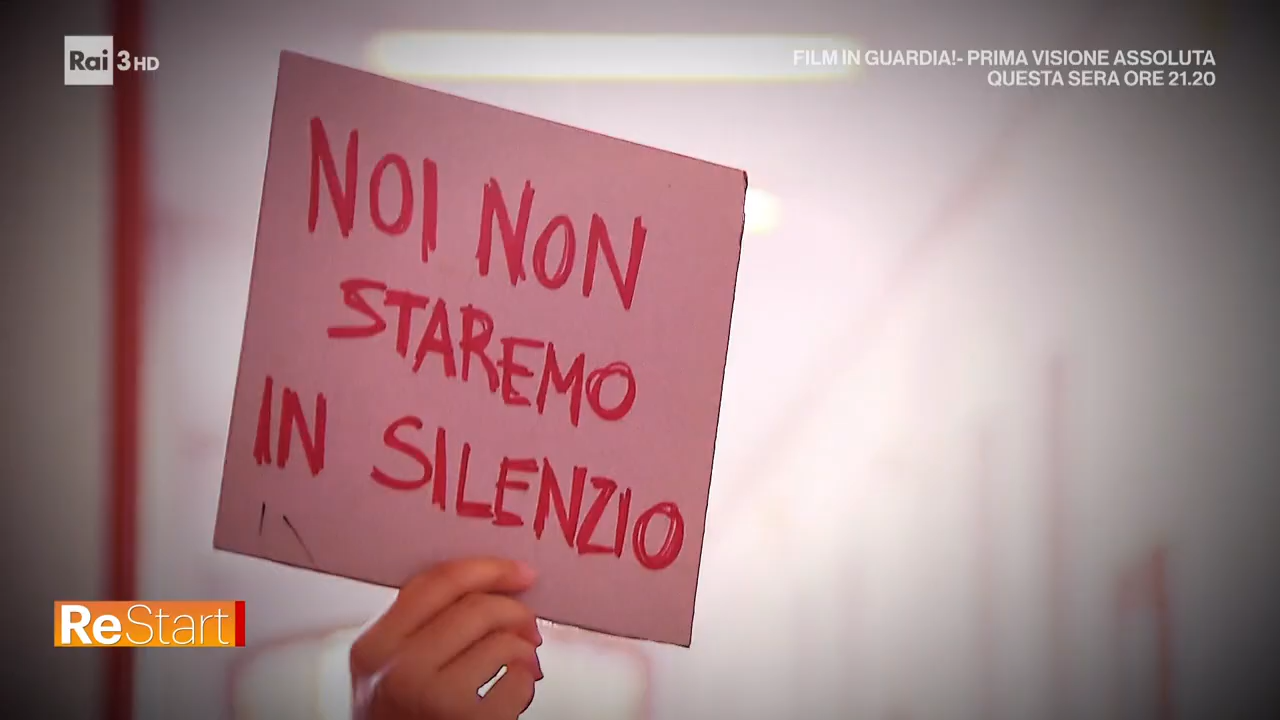 Rai 3HD
FILM IN GUARDIA!- PRIMA VISIONE ASSOLUTA
QUESTA SERA ORE 21.20
NOI NON
STAREMO
IN SILENZIO
ReStart